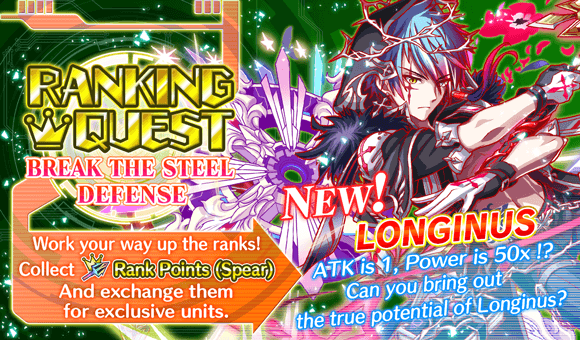 RANKING
QUEST
BREAK THE STEEL
DEFENSE
Work your way up the ranks!
Collect Rank Points (Spear)
And exchange them
for exclusive units.
NEW!
LONGINUS
ATK is 1, Power is 50x !?
Can you bring out
the true potential of Longinus?